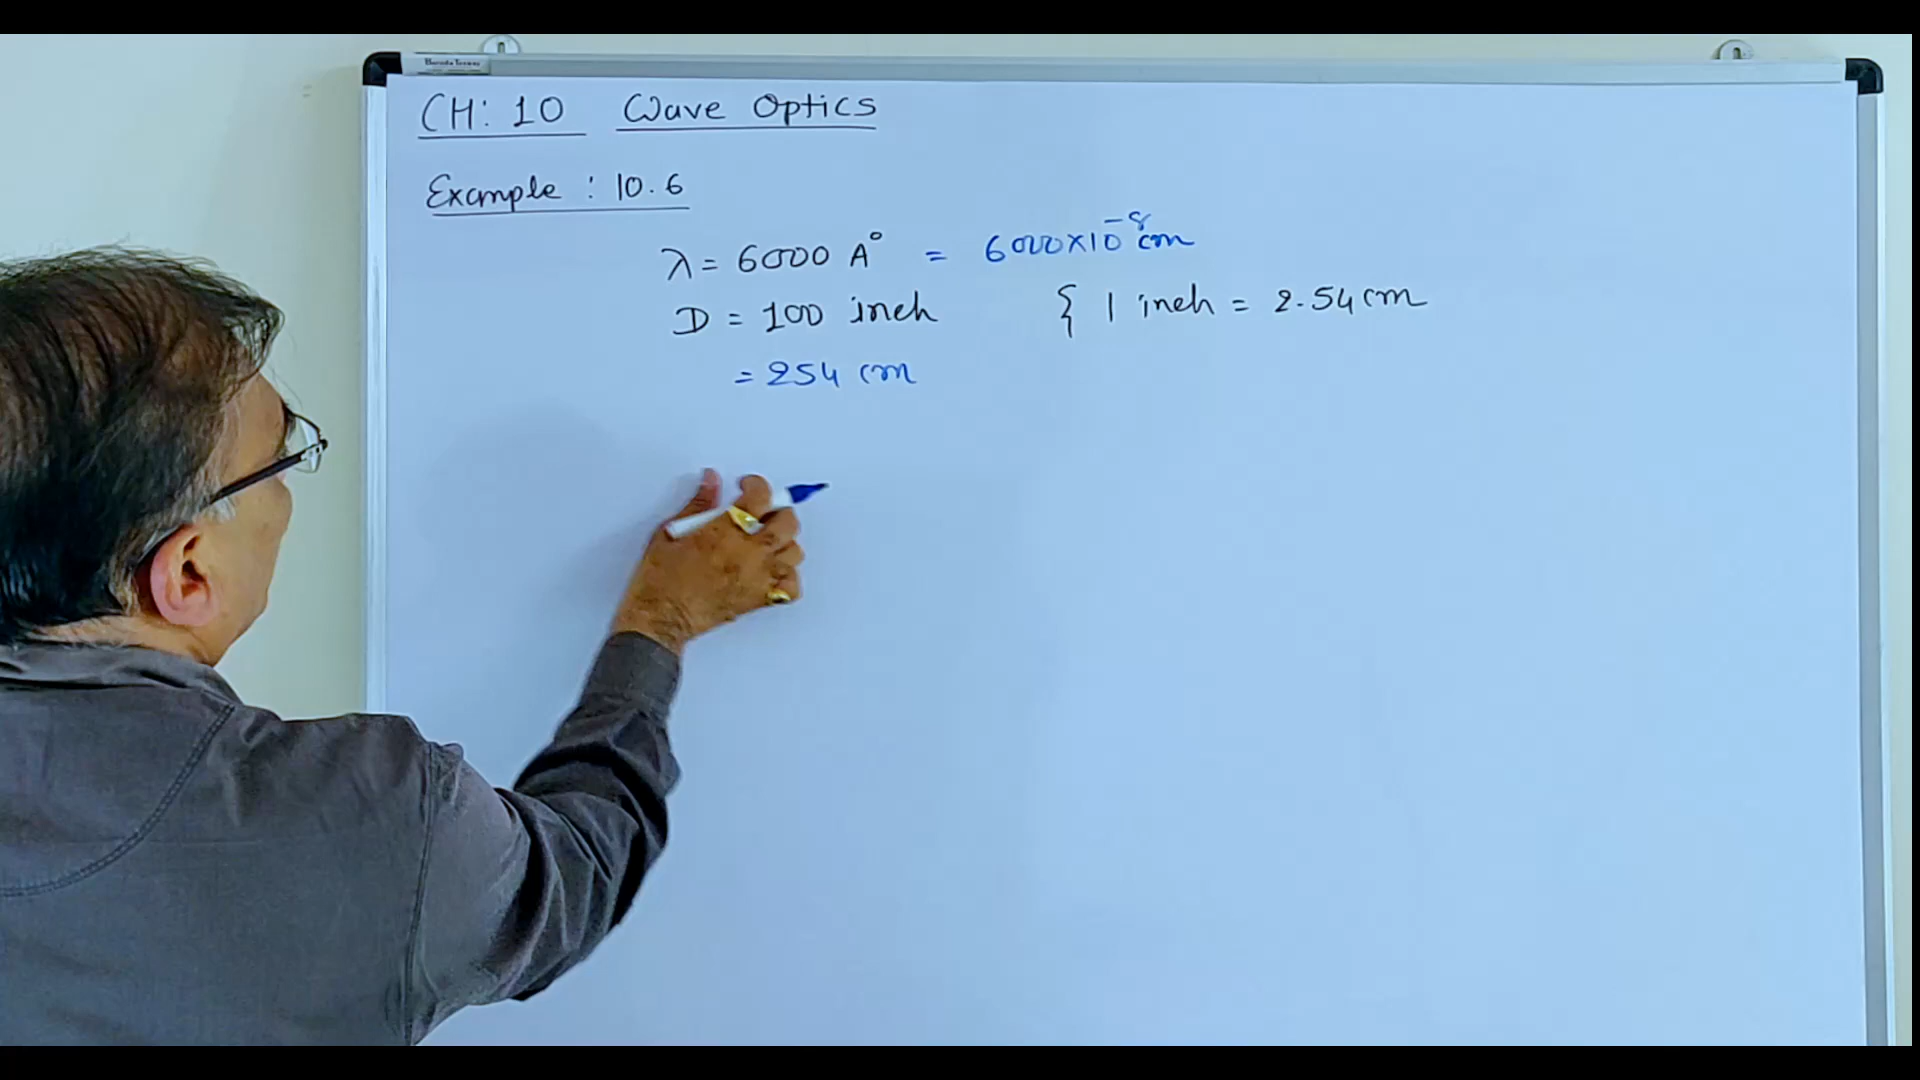 CH: 10 Wave Optics
Example : 10.6
λ = 6000 A° = 6000×10⁻⁸ cm
D = 100 inch { 1 inch = 2.54 cm
= 254 cm